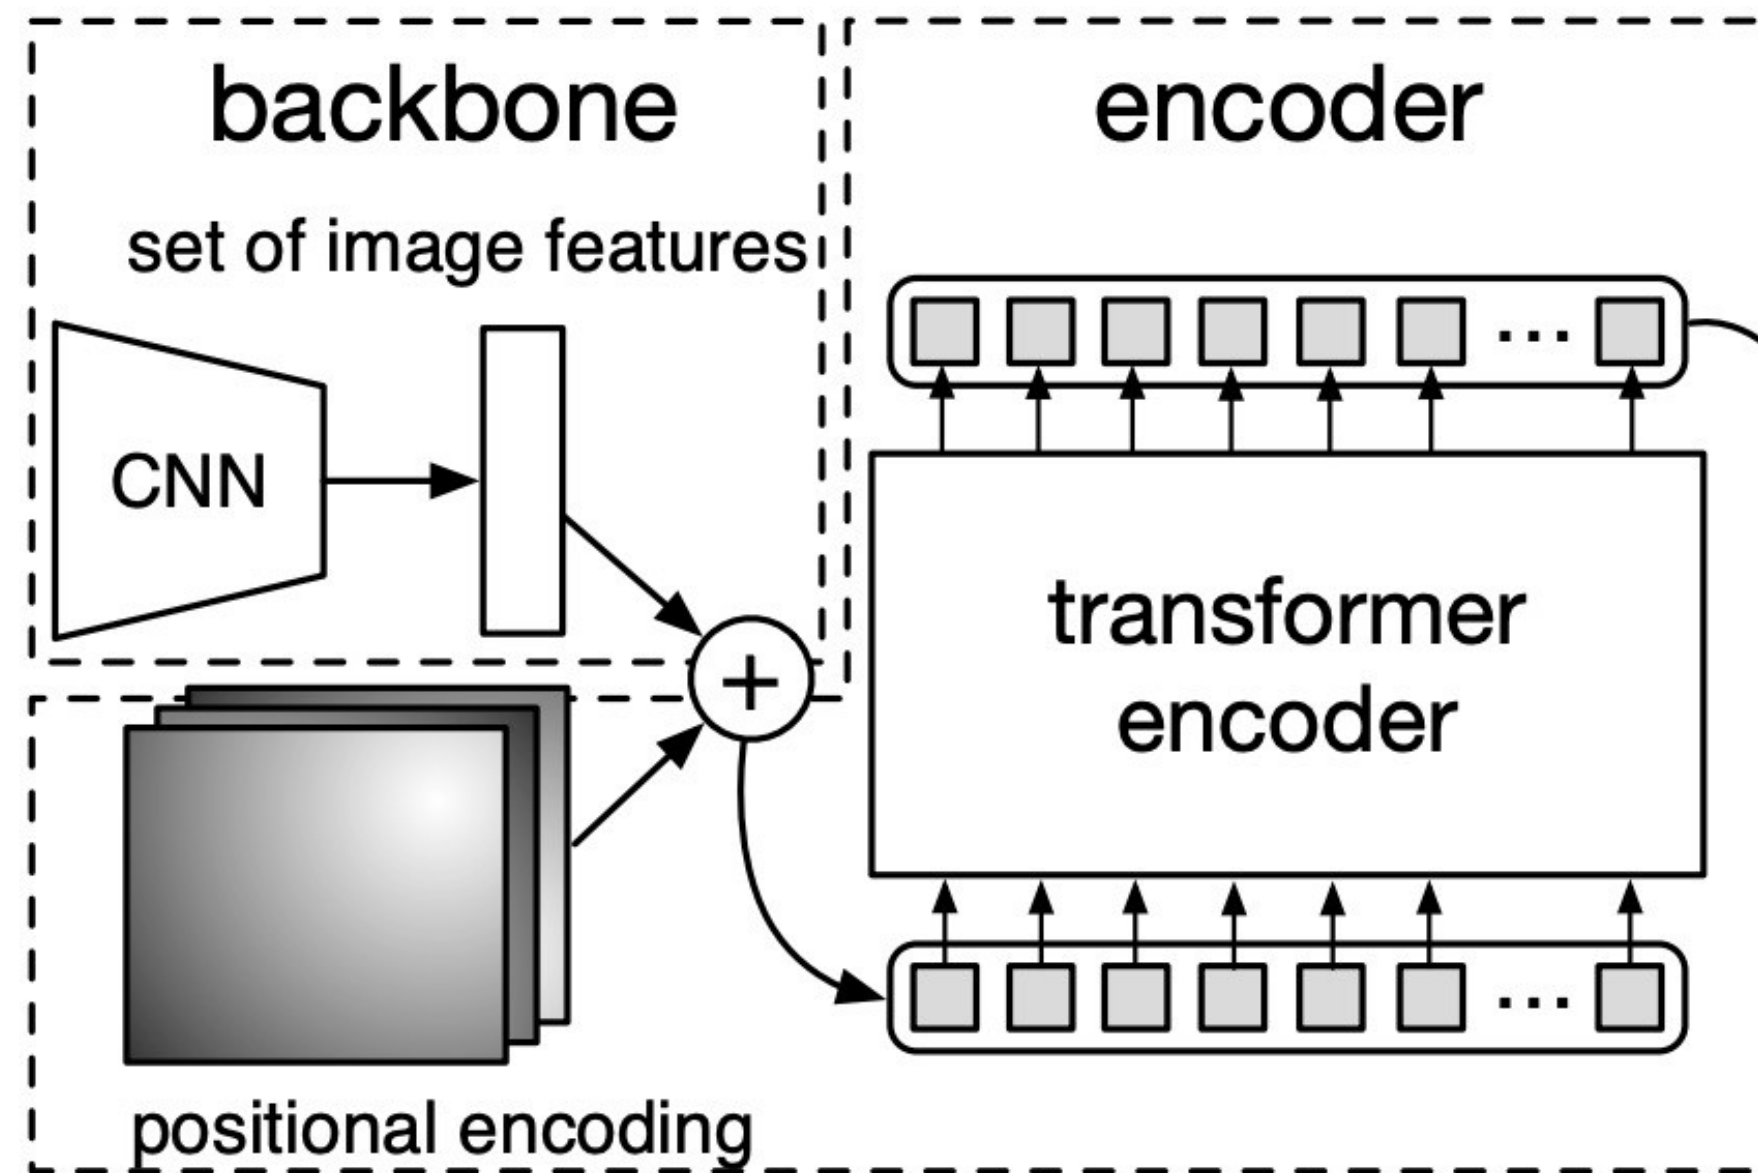 backbone
set of image features
CNN
+
positional encoding
encoder
...
transformer
encoder
...